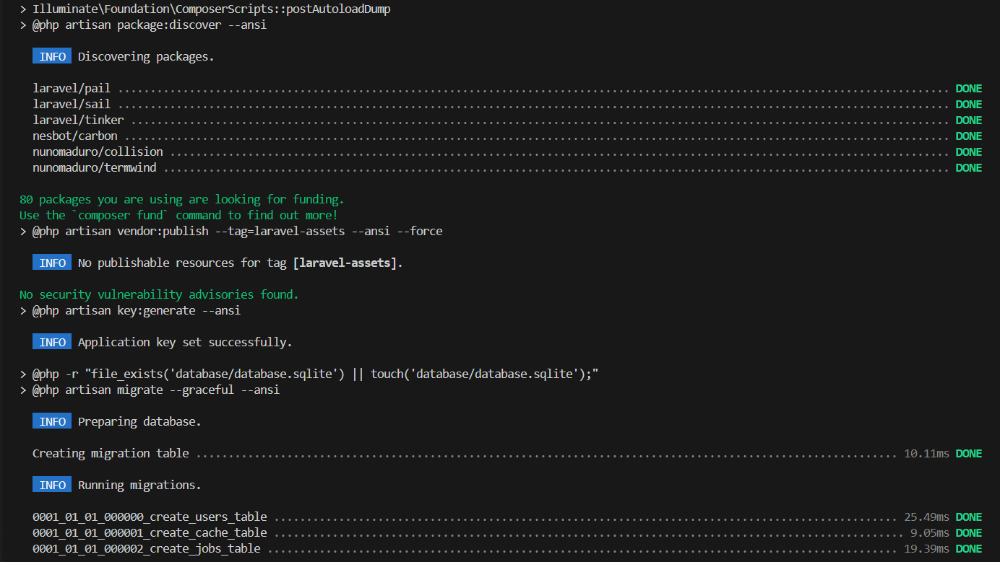 > Illuminate\Foundation\ComposerScripts::postAutoloadDump
> @php artisan package:discover --ansi
INFO Discovering packages.
laravel/pail ........................................................................................................................... DONE
laravel/sail ........................................................................................................................... DONE
laravel/tinker ......................................................................................................................... DONE
nesbot/carbon .......................................................................................................................... DONE
nunomaduro/collision ................................................................................................................... DONE
nunomaduro/termwind .................................................................................................................... DONE
80 packages you are using are looking for funding.
Use the `composer fund` command to find out more!
> @php artisan vendor:publish --tag=laravel-assets --ansi --force
INFO No publishable resources for tag [laravel-assets].
No security vulnerability advisories found.
> @php artisan key:generate --ansi
INFO Application key set successfully.
> @php -r "file_exists('database/database.sqlite') || touch('database/database.sqlite');"
> @php artisan migrate --graceful --ansi
INFO Preparing database.
Creating migration table ........................................................................................................... 10.11ms DONE
INFO Running migrations.
0001_01_01_000000_create_users_table ............................................................................................... 25.49ms DONE
0001_01_01_000001_create_cache_table ................................................................................................ 9.05ms DONE
0001_01_01_000002_create_jobs_table ................................................................................................ 19.39ms DONE